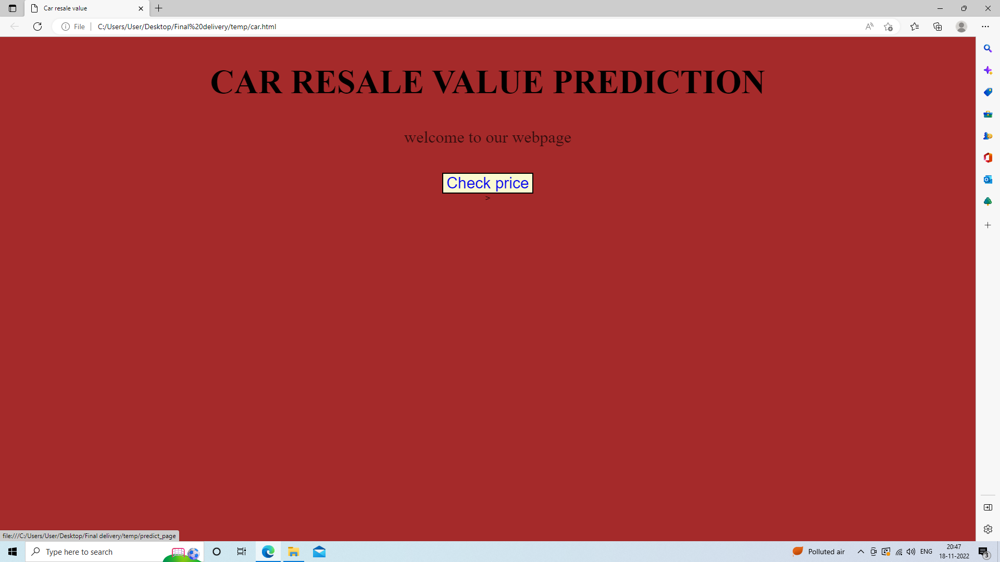 Car resale value
File
C:/Users/User/Desktop/Final%20delivery/temp/car.html
CAR RESALE VALUE PREDICTION
welcome to our webpage
Check price
>
file:///C:/Users/User/Desktop/Final delivery/temp/predict_page
Type here to search
Polluted air
ENG
20:47
18-11-2022
3